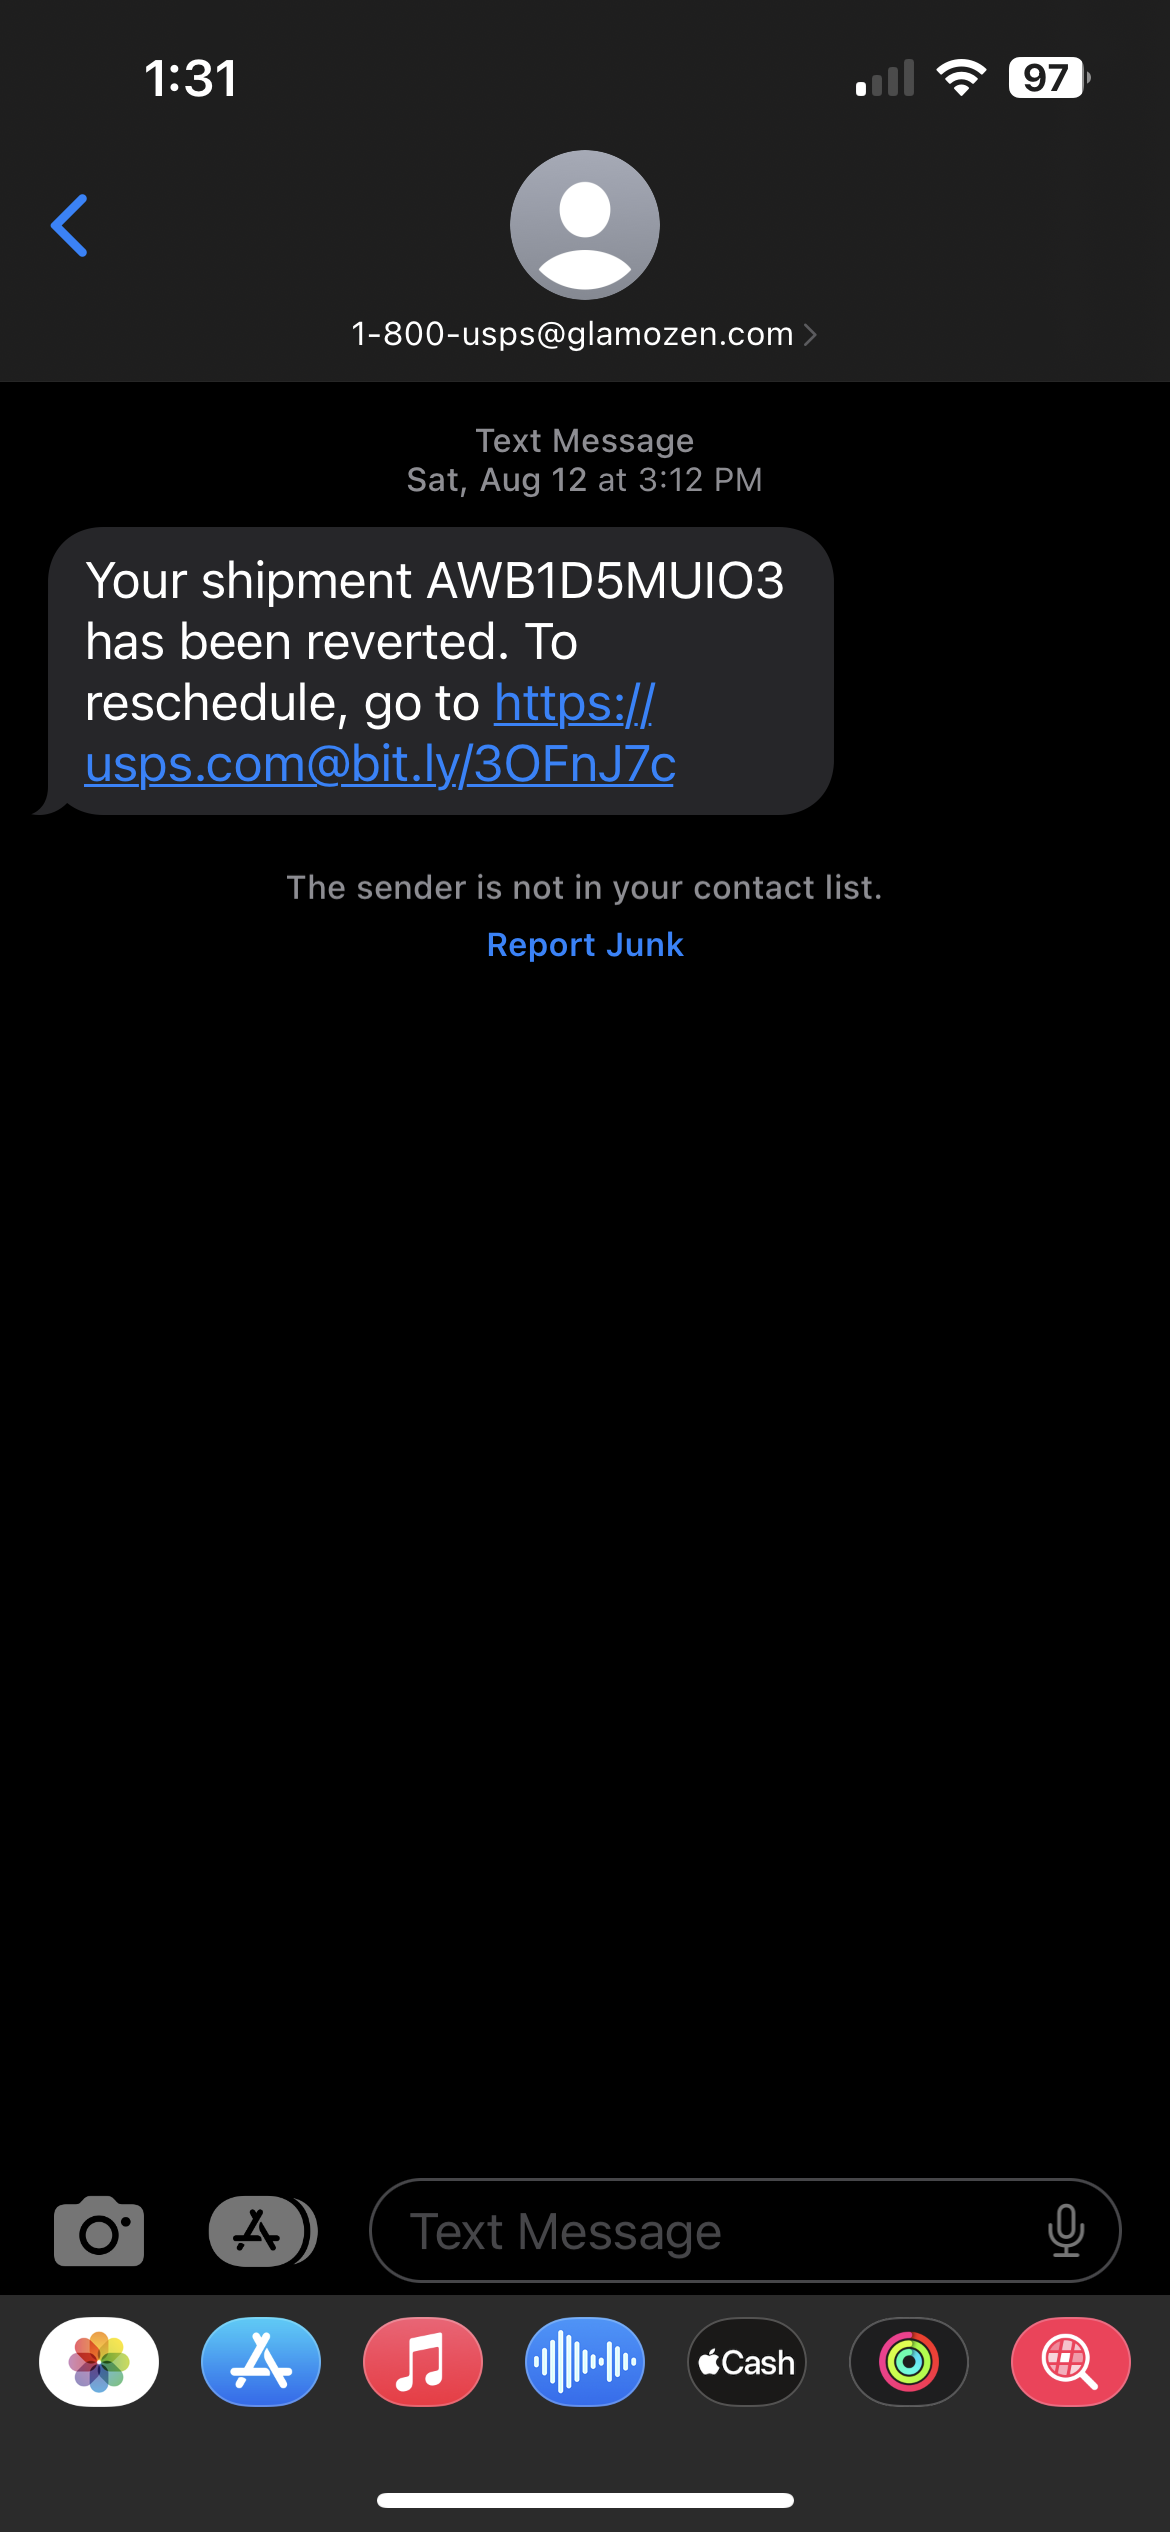 1:31
97
1-800-usps@glamozen.com
Text Message
Sat, Aug 12 at 3:12 PM
Your shipment AWB1D5MUIO3
has been reverted. To
reschedule, go to https://
usps.com@bit.ly/3OFnJ7c
The sender is not in your contact list.
Report Junk
Text Message
Cash